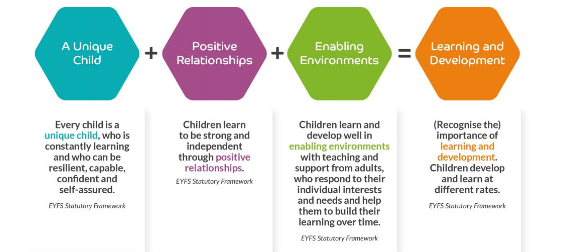 A Unique
Child
+
Positive
Relationships
+
Enabling
Environments
=
Learning and
Development
Every child is a
unique child, who is
constantly learning
and who can be
resilient, capable,
confident and
self-assured.
EYFS Statutory Framework
Children learn
to be strong and
independent
through positive
relationships.
EYFS Statutory Framework
Children learn and
develop well in
enabling environments
with teaching and
support from adults,
who respond to their
individual interests
and needs and help
them to build their
learning over time.
EYFS Statutory Framework
(Recognise the)
importance of
learning and
development.
Children develop
and learn at
different rates.
EYFS Statutory Framework